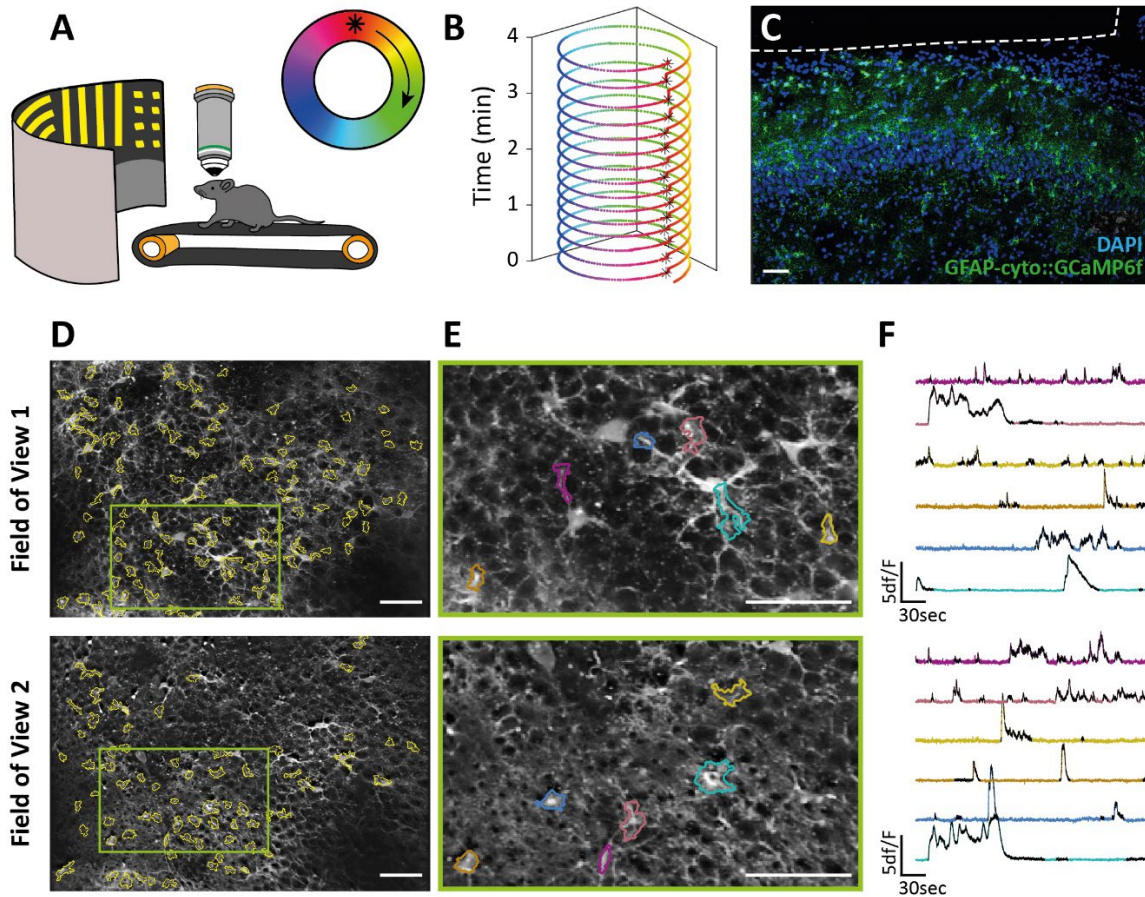 A
B
Time (min)
4
3
2
1
0
C
DAPI
GFAP-cyto::GCaMP6f
D
E
F
Field of View 1
5df/F
30sec
Field of View 2
5df/F
30sec